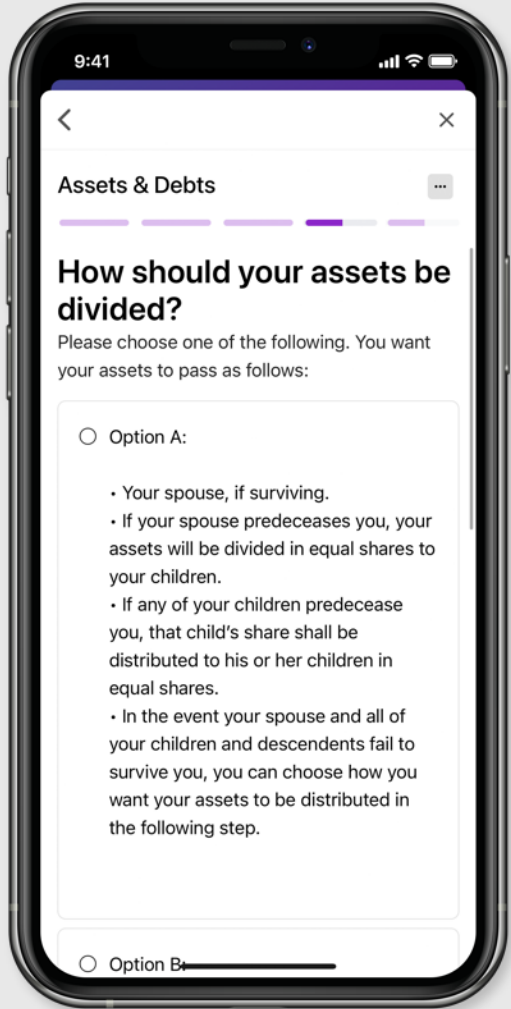 9:41
Assets & Debts
How should your assets be
divided?
Please choose one of the following. You want
your assets to pass as follows:
Option A:
• Your spouse, if surviving.
• If your spouse predeceases you, your
assets will be divided in equal shares to
your children.
• If any of your children predecease
you, that child's share shall be
distributed to his or her children in
equal shares.
• In the event your spouse and all of
your children and descendents fail to
survive you, you can choose how you
want your assets to be distributed in
the following step.
Option B: